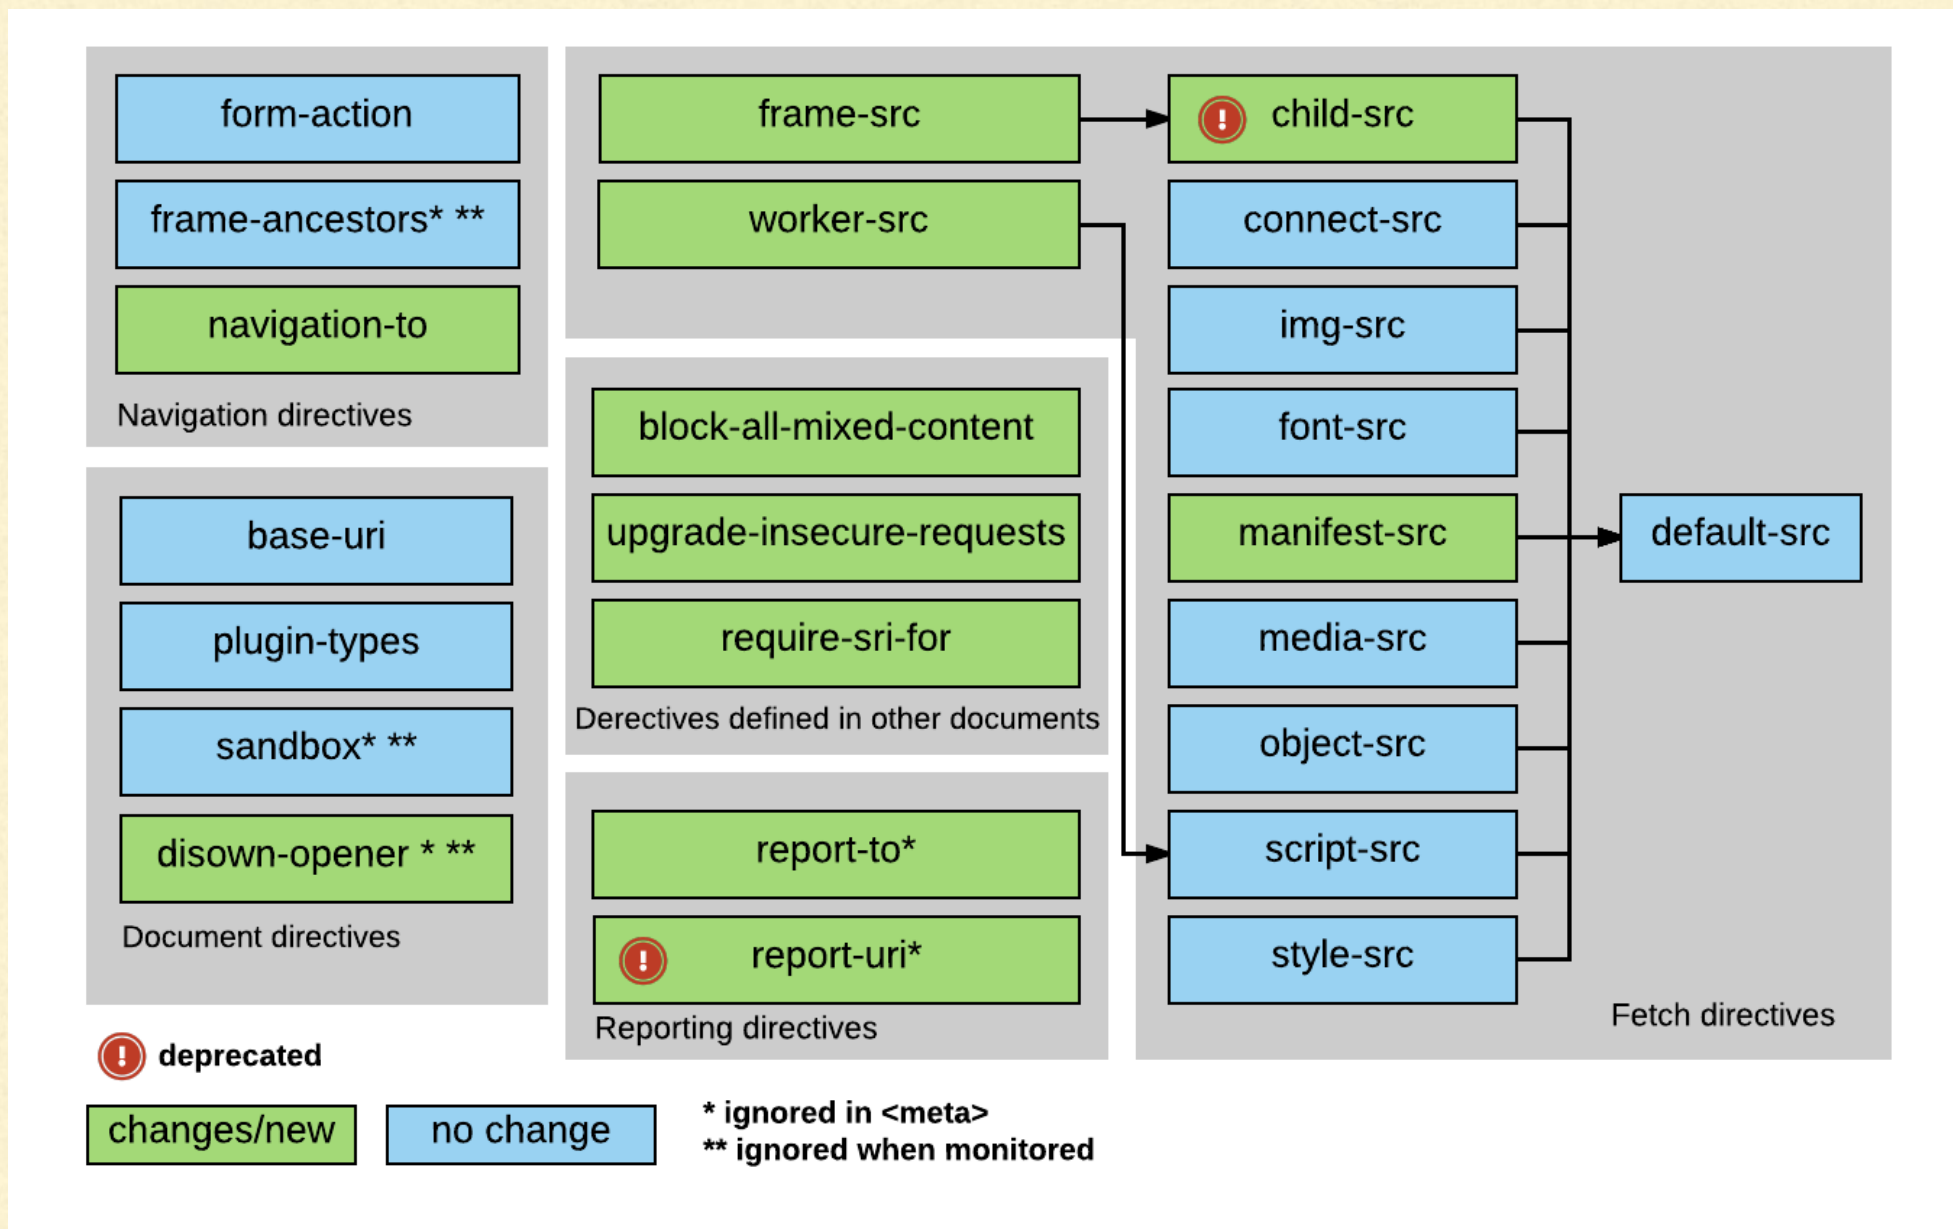 form-action
frame-ancestors* **
navigation-to
Navigation directives
base-uri
plugin-types
sandbox* **
disown-opener * **
Document directives
frame-src
worker-src
block-all-mixed-content
upgrade-insecure-requests
require-sri-for
Derectives defined in other documents
report-to*
! report-uri*
Reporting directives
! child-src
connect-src
img-src
font-src
manifest-src
media-src
object-src
script-src
style-src
default-src
Fetch directives
! deprecated
changes/new
no change
* ignored in <meta>
** ignored when monitored